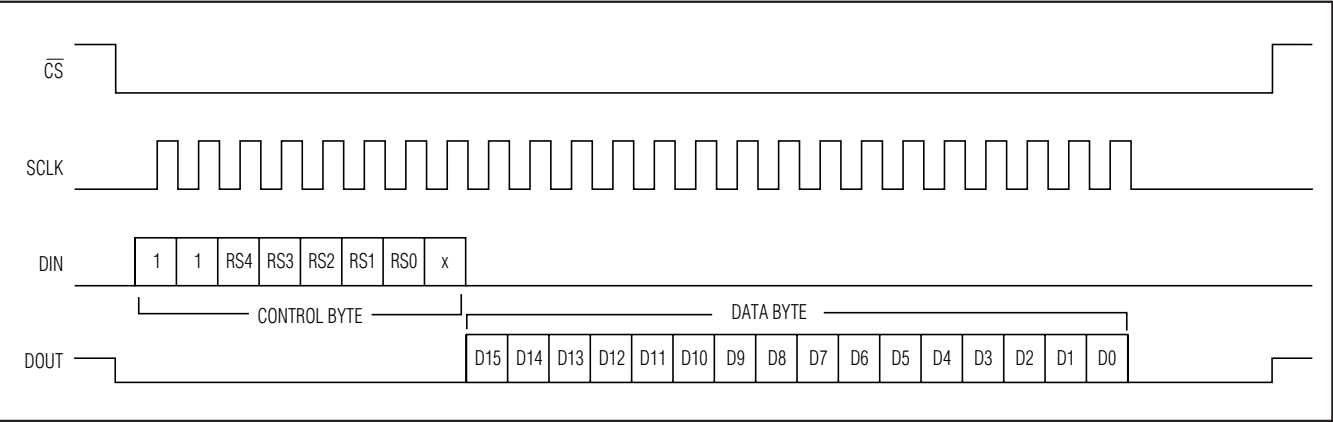 CS
SCLK
DIN 1 1 RS4 RS3 RS2 RS1 RS0 x
CONTROL BYTE DATA BYTE
DOUT D15 D14 D13 D12 D11 D10 D9 D8 D7 D6 D5 D4 D3 D2 D1 D0